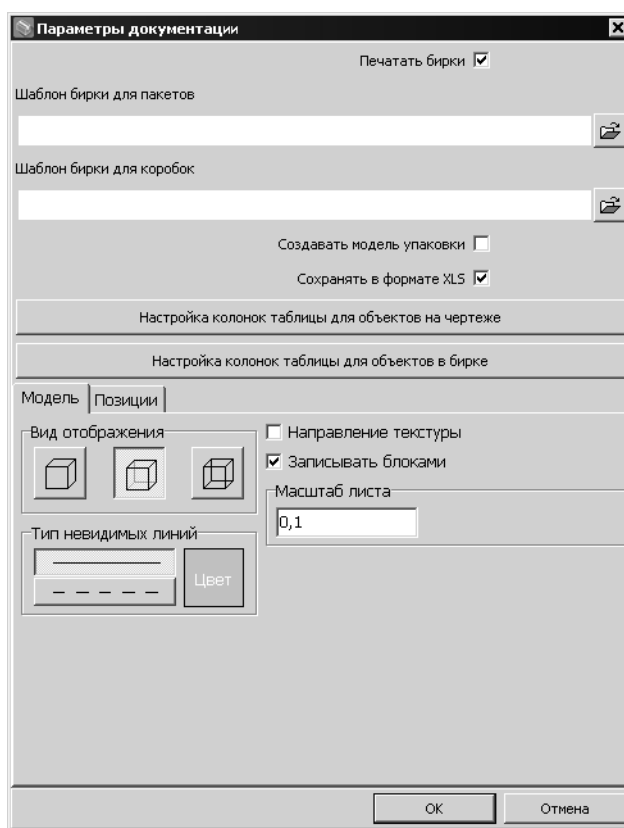 Параметры документации
Печатать бирки
Шаблон бирки для пакетов
Шаблон бирки для коробок
Создавать модель упаковки
Сохранять в формате XLS
Настройка колонок таблицы для объектов на чертеже
Настройка колонок таблицы для объектов в бирке
Модель Позиции
Вид отображения
Направление текстуры
Записывать блоками
Масштаб листа
0,1
Тип невидимых линий
Цвет
OK Отмена